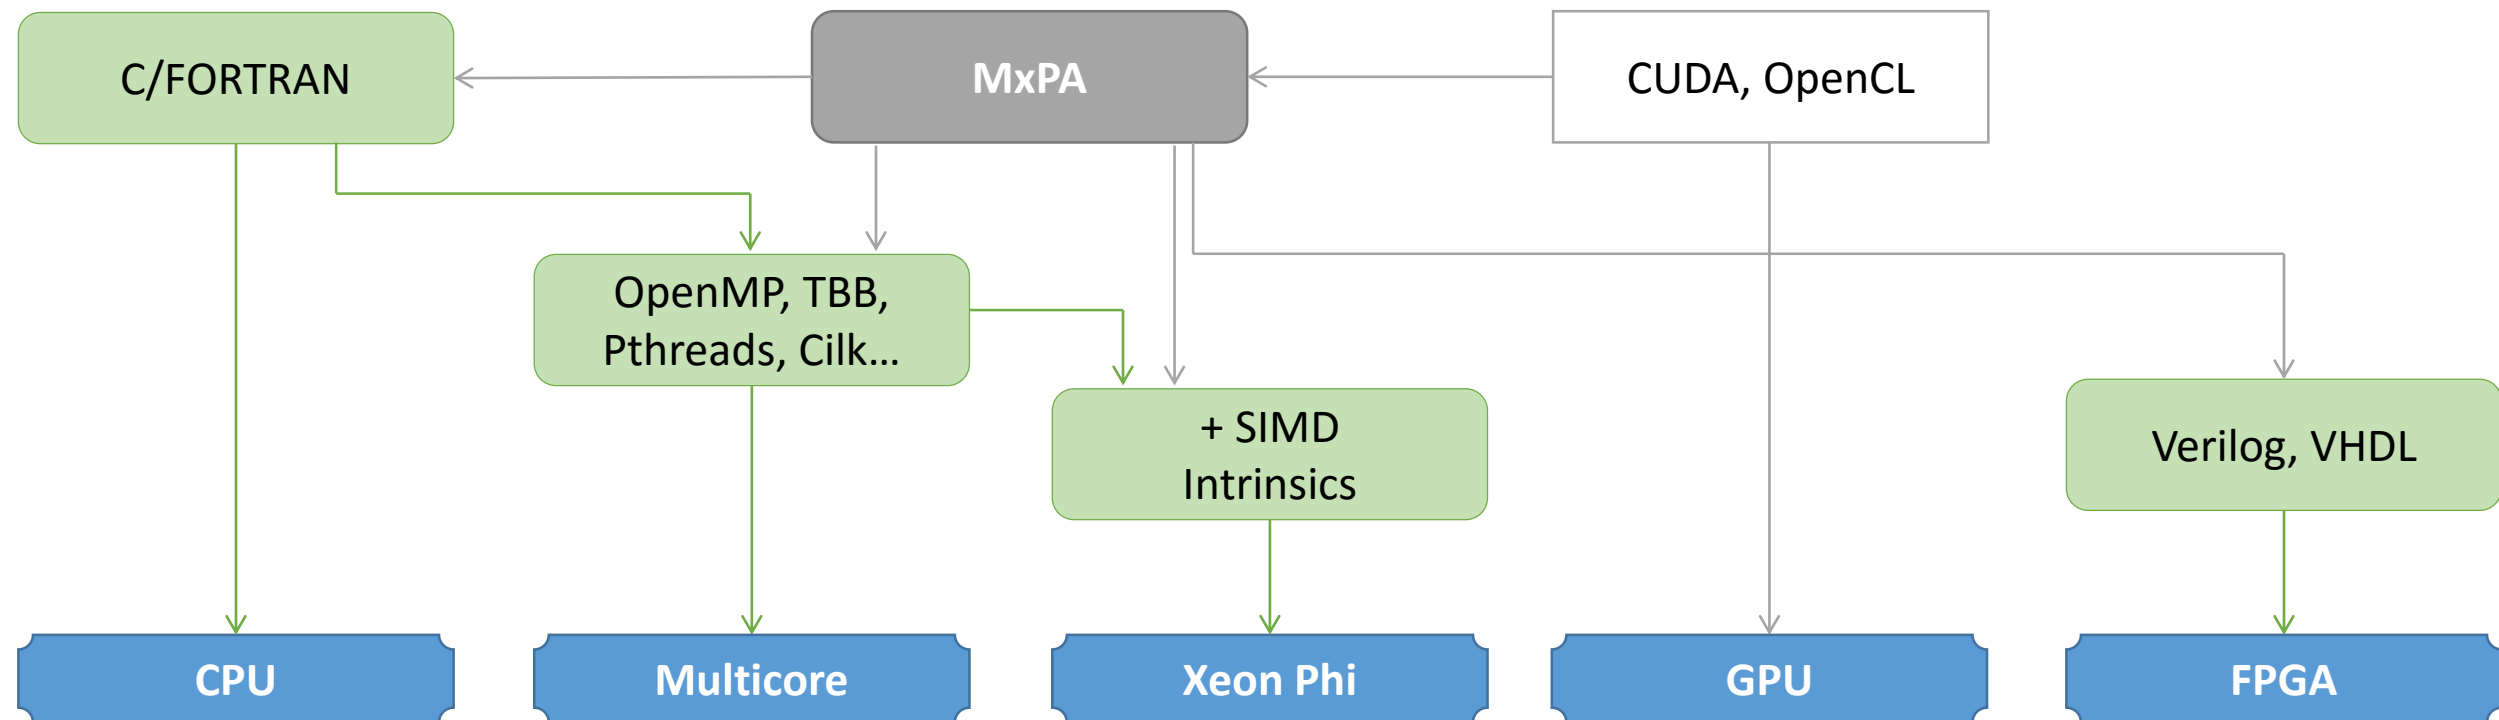 C/FORTRAN
MxPA
CUDA, OpenCL
OpenMP, TBB,
Pthreads, Cilk...
+ SIMD
Intrinsics
Verilog, VHDL
CPU
Multicore
Xeon Phi
GPU
FPGA